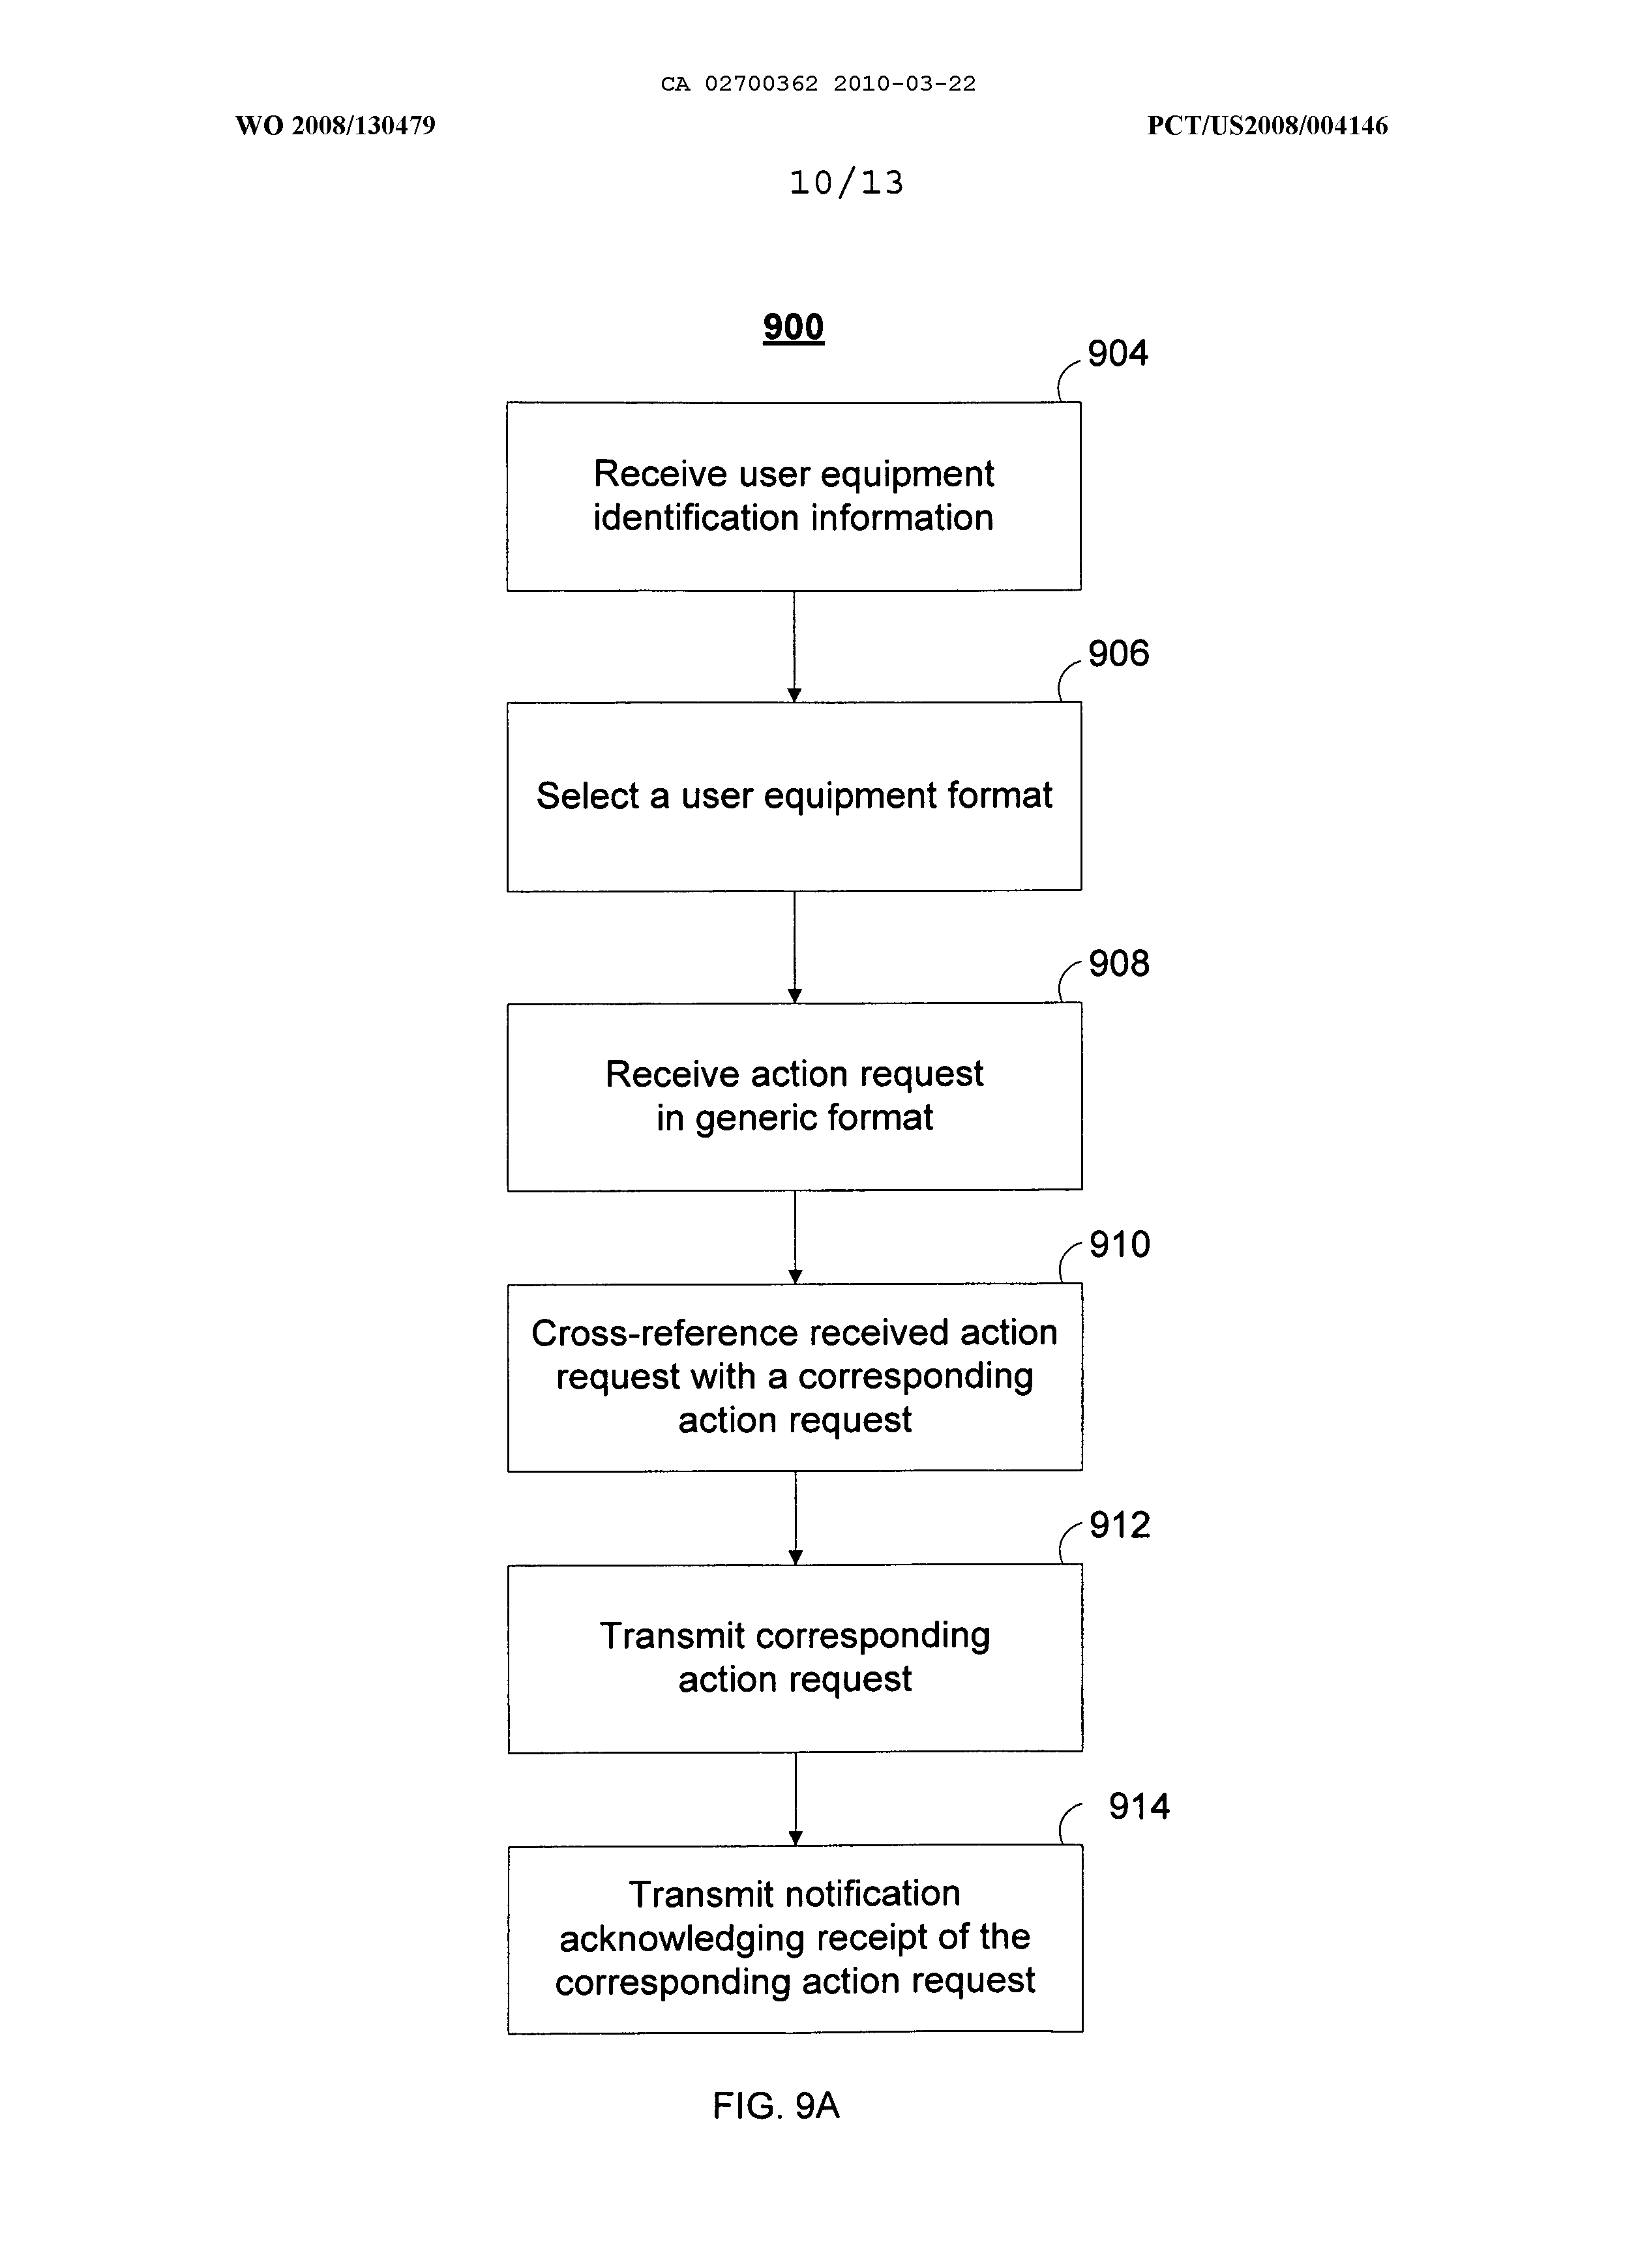 CA 02700362 2010-03-22
WO 2008/130479
PCT/US2008/004146
10/13
900
904
Receive user equipment
identification information
906
Select a user equipment format
908
Receive action request
in generic format
910
Cross-reference received action
request with a corresponding
action request
912
Transmit corresponding
action request
914
Transmit notification
acknowledging receipt of the
corresponding action request
FIG. 9A